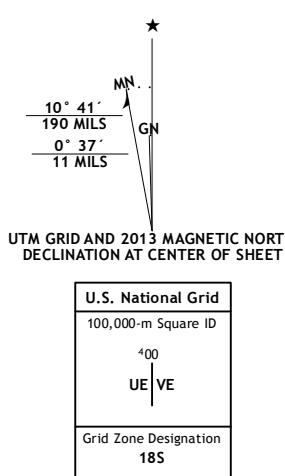 ★
MN
10° 41´
190 MILS
GN
0° 37´
11 MILS
UTM GRID AND 2013 MAGNETIC NORT
DECLINATION AT CENTER OF SHEET
U.S. National Grid
100,000-m Square ID
⁴00
UE VE
Grid Zone Designation
18S